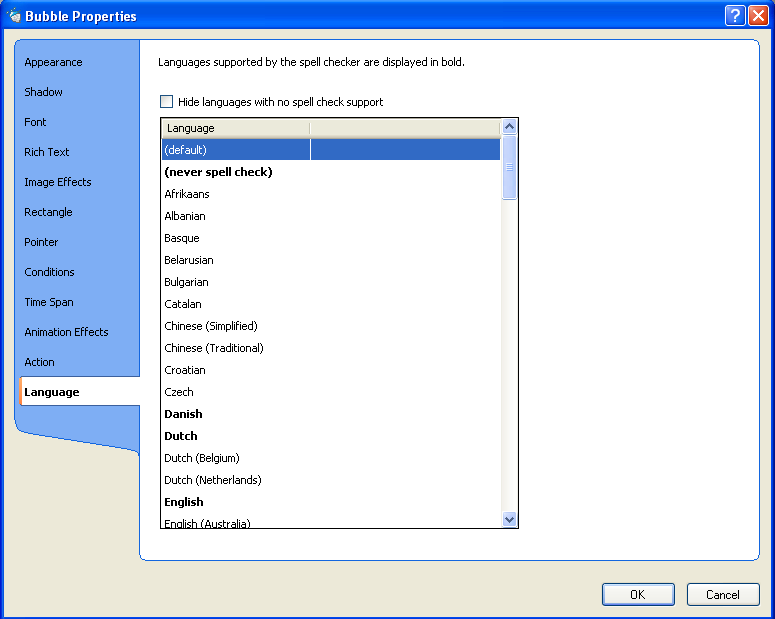 Bubble Properties
Appearance
Shadow
Font
Rich Text
Image Effects
Rectangle
Pointer
Conditions
Time Span
Animation Effects
Action
Language
Languages supported by the spell checker are displayed in bold.
Hide languages with no spell check support
Language
(default)
(never spell check)
Afrikaans
Albanian
Basque
Belarusian
Bulgarian
Catalan
Chinese (Simplified)
Chinese (Traditional)
Croatian
Czech
Danish
Dutch
Dutch (Belgium)
Dutch (Netherlands)
English
English (Australia)
OK
Cancel